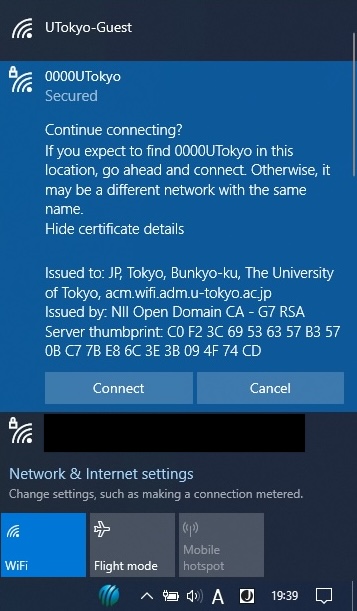 UTokyo-Guest
0000UTokyo
Secured
Continue connecting?
If you expect to find 0000UTokyo in this
location, go ahead and connect. Otherwise, it
may be a different network with the same
name.
Hide certificate details
Issued to: JP, Tokyo, Bunkyo-ku, The University
of Tokyo, acm.wifi.adm.u-tokyo.ac.jp
Issued by: NII Open Domain CA - G7 RSA
Server thumbprint: C0 F2 3C 69 53 63 57 B3 57
0B C7 7B E8 6C 3E 3B 09 4F 74 CD
Connect Cancel
Network & Internet settings
Change settings, such as making a connection metered.
WiFi Flight mode Mobile
hotspot
A J 19:39